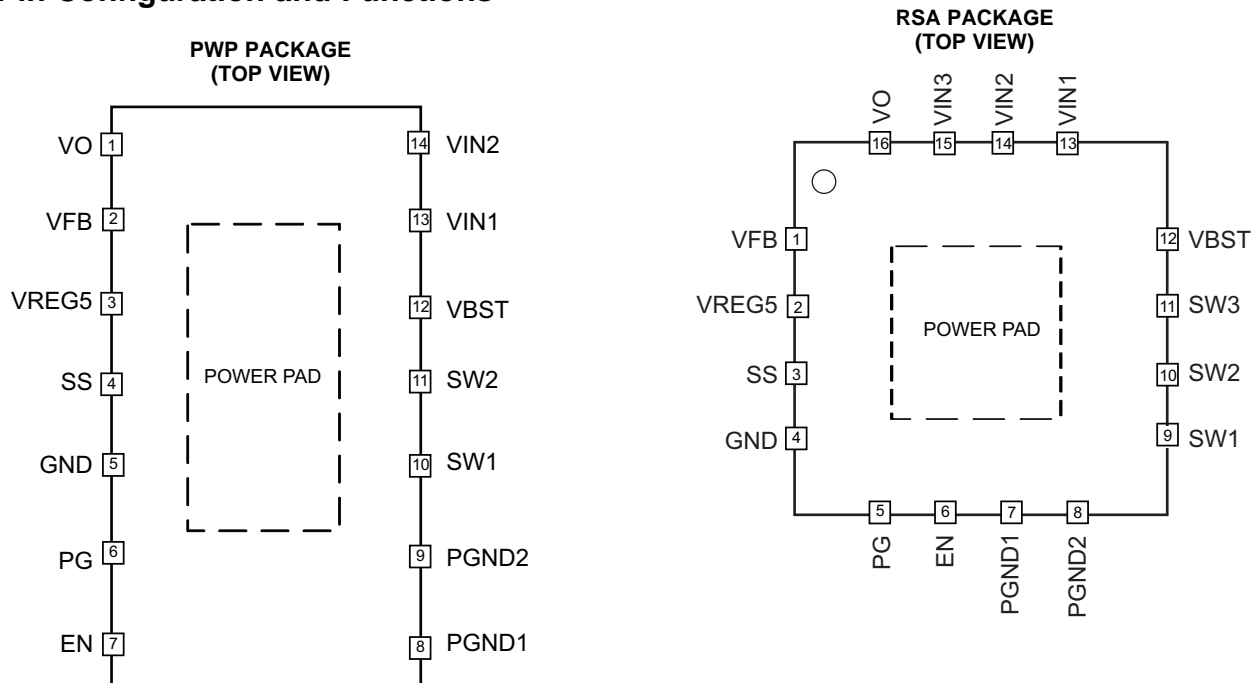 Pin Configuration and Functions
PWP PACKAGE
(TOP VIEW)
VO 1
14 VIN2
VFB 2
13 VIN1
VREG5 3
12 VBST
SS 4
POWER PAD
11 SW2
GND 5
10 SW1
PG 6
9 PGND2
EN 7
8 PGND1
RSA PACKAGE
(TOP VIEW)
VO
VIN3
VIN2
VIN1
16
15
14
13
VFB 1
12 VBST
VREG5 2
11 SW3
POWER PAD
SS 3
10 SW2
GND 4
9 SW1
5
6
7
8
PG
EN
PGND1
PGND2